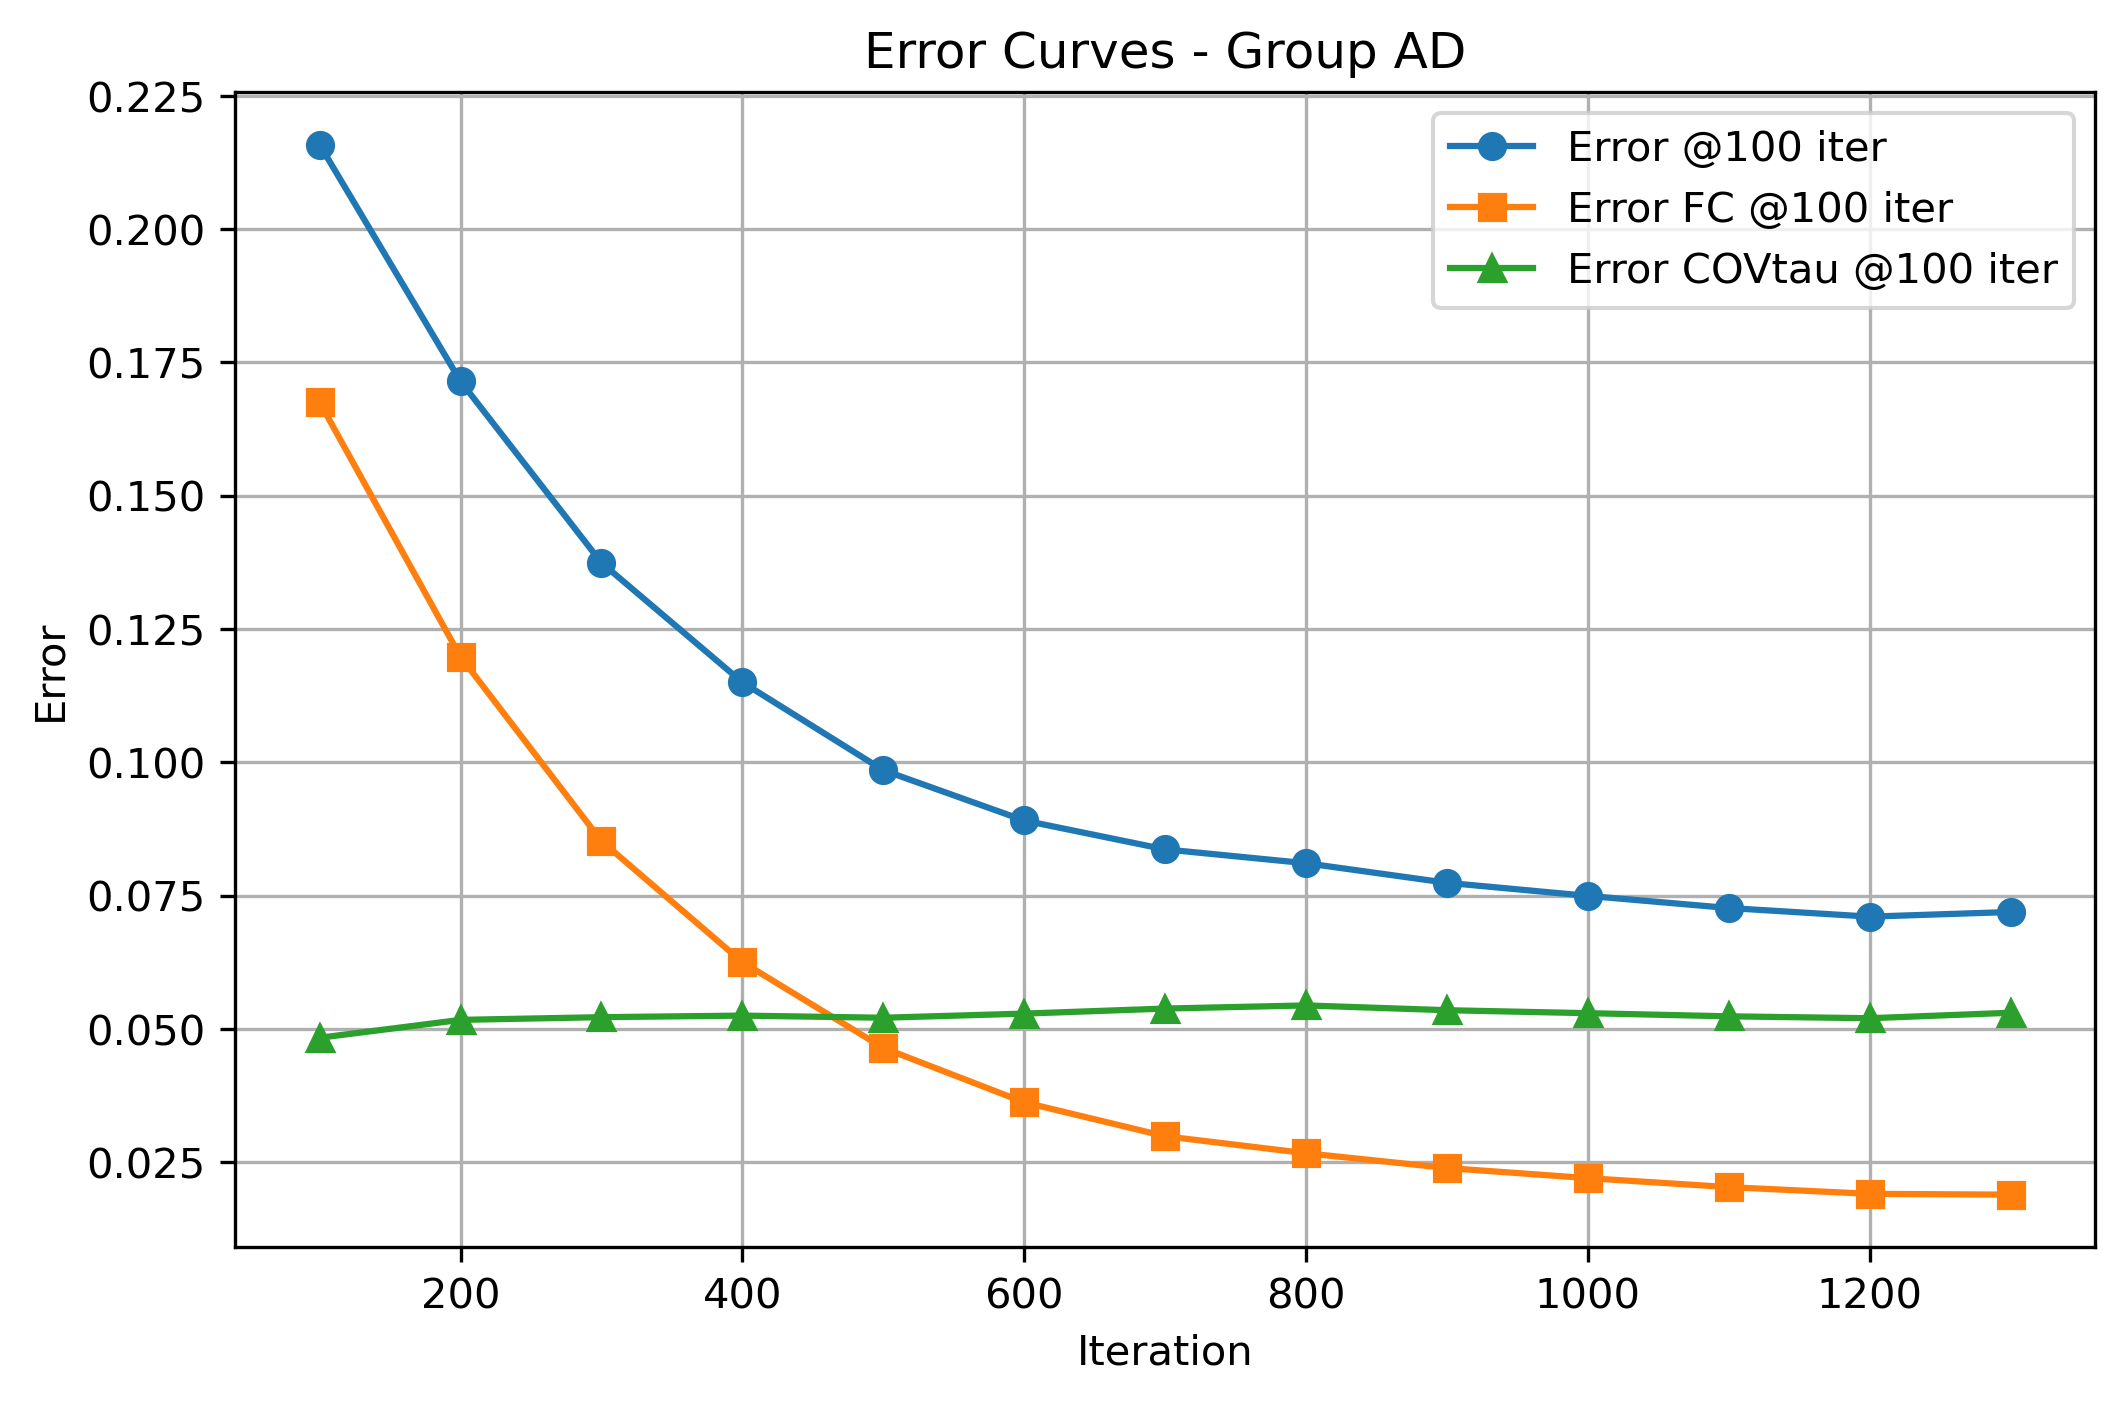 Error Curves - Group AD
Error @100 iter
Error FC @100 iter
Error COVtau @100 iter
0.225
0.200
0.175
0.150
0.125
0.100
0.075
0.050
0.025
Error
200 400 600 800 1000 1200
Iteration